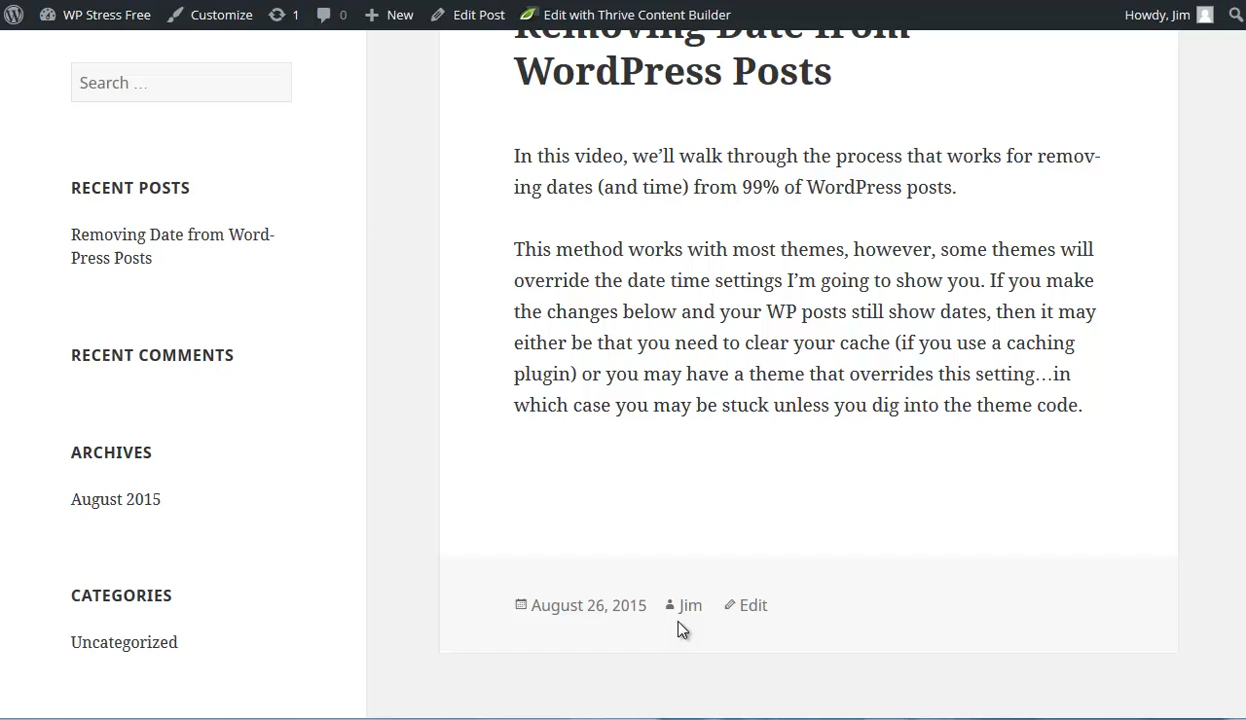 WP Stress Free Customize 1 0 New Edit Post Edit with Thrive Content Builder Howdy, Jim
Search …
RECENT POSTS
Removing Date from Word-
Press Posts
RECENT COMMENTS
ARCHIVES
August 2015
CATEGORIES
Uncategorized
Removing Date from
WordPress Posts
In this video, we’ll walk through the process that works for remov-
ing dates (and time) from 99% of WordPress posts.
This method works with most themes, however, some themes will
override the date time settings I’m going to show you. If you make
the changes below and your WP posts still show dates, then it may
either be that you need to clear your cache (if you use a caching
plugin) or you may have a theme that overrides this setting…in
which case you may be stuck unless you dig into the theme code.
August 26, 2015 Jim Edit